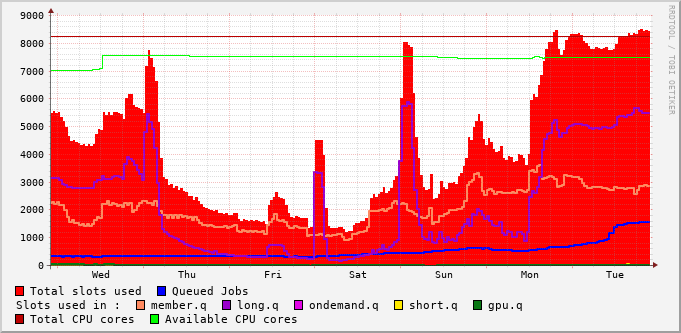 9000
8000
7000
6000
5000
4000
3000
2000
1000
0
Wed Thu Fri Sat Sun Mon Tue
RRDTOOL / TOBI OETIKER
Total slots used Queued Jobs
Slots used in : member.q long.q ondemand.q short.q gpu.q
Total CPU cores Available CPU cores